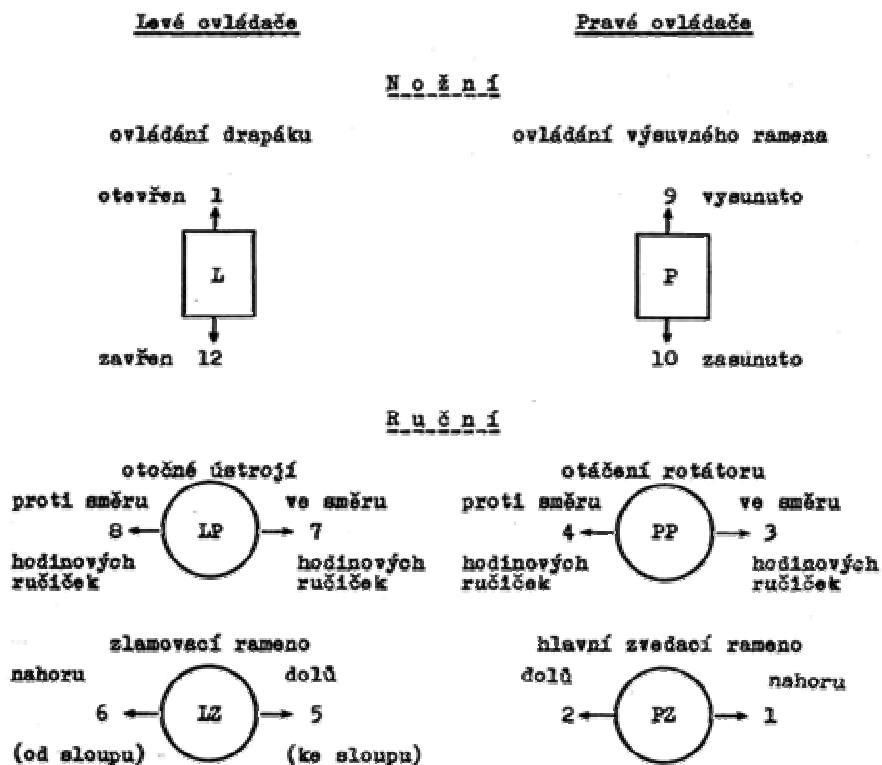 Levé ovládače Pravé ovládače
Nožní
ovládání drapáku ovládání výsuvného ramena
otevřen 1 9 vysunuto
L P
zavřen 12 10 zasunuto
Ruční
otočné ústrojí otáčení rotátoru
proti směru ve směru proti směru ve směru
8 LP 7 4 PP 3
hodinových hodinových hodinových hodinových
ručiček ručiček ručiček ručiček
zlamovací rameno hlavní zvedací rameno
nahoru dolů dolů nahoru
6 LZ 5 2 PZ 1
(od sloupu) (ke sloupu)